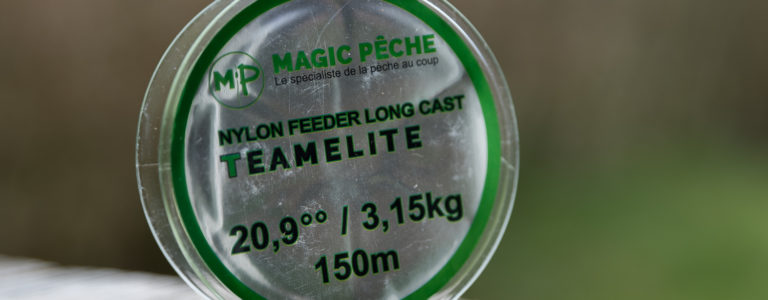 MP
MAGIC PÊCHE
Le spécialiste de la pêche au coup
NYLON FEEDER LONG CAST
TEAMELITE
20,9°° / 3,15kg
150m